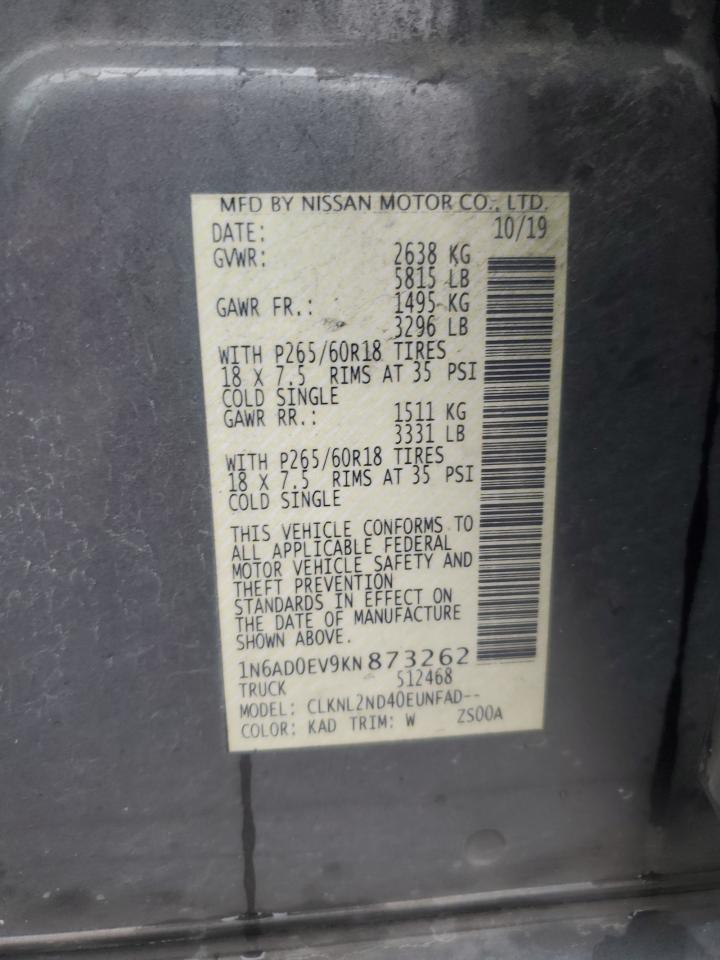 MFD BY NISSAN MOTOR CO., LTD.
DATE: 10/19
GVWR: 2638 KG
5815 LB
GAWR FR.: 1495 KG
3296 LB
WITH P265/60R18 TIRES
18 X 7.5 RIMS AT 35 PSI
COLD SINGLE
GAWR RR.: 1511 KG
3331 LB
WITH P265/60R18 TIRES
18 X 7.5 RIMS AT 35 PSI
COLD SINGLE
THIS VEHICLE CONFORMS TO
ALL APPLICABLE FEDERAL
MOTOR VEHICLE SAFETY AND
THEFT PREVENTION
STANDARDS IN EFFECT ON
THE DATE OF MANUFACTURE
SHOWN ABOVE.
1N6AD0EV9KN873262
TRUCK 512468
MODEL: CLKNL2ND40EUNFAD--
COLOR: KAD TRIM: W ZS00A